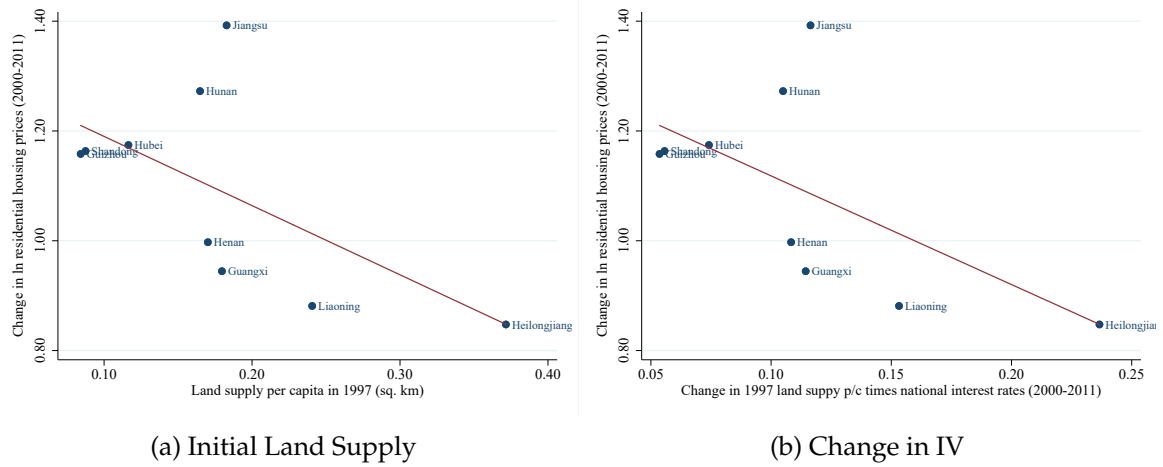 Change in ln residential housing prices (2000-2011)
1.40
1.20
1.00
0.80
Jiangsu
Hunan
Hubei
Shandong
Guizhou
Henan
Guangxi
Liaoning
Heilongjiang
0.10 0.20 0.30 0.40
Land supply per capita in 1997 (sq. km)
(a) Initial Land Supply
Change in ln residential housing prices (2000-2011)
1.40
1.20
1.00
0.80
Jiangsu
Hunan
Hubei
Shandong
Guizhou
Henan
Guangxi
Liaoning
Heilongjian
0.05 0.10 0.15 0.20 0.25
Change in 1997 land suppy p/c times national interest rates (2000-2011)
(b) Change in IV